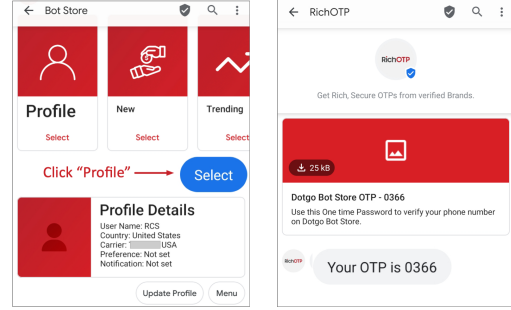 Bot Store
Profile
Select
New
Select
Trending
Select
Click “Profile”
Select
Profile Details
User Name: RCS
Country: United States
Carrier: USA
Preference: Not set
Notification: Not set
Update Profile
Menu
RichOTP
RichOTP
Get Rich, Secure OTPs from verified Brands.
25 kB
Dotgo Bot Store OTP - 0366
Use this One time Password to verify your phone number
on Dotgo Bot Store.
RichOTP
Your OTP is 0366